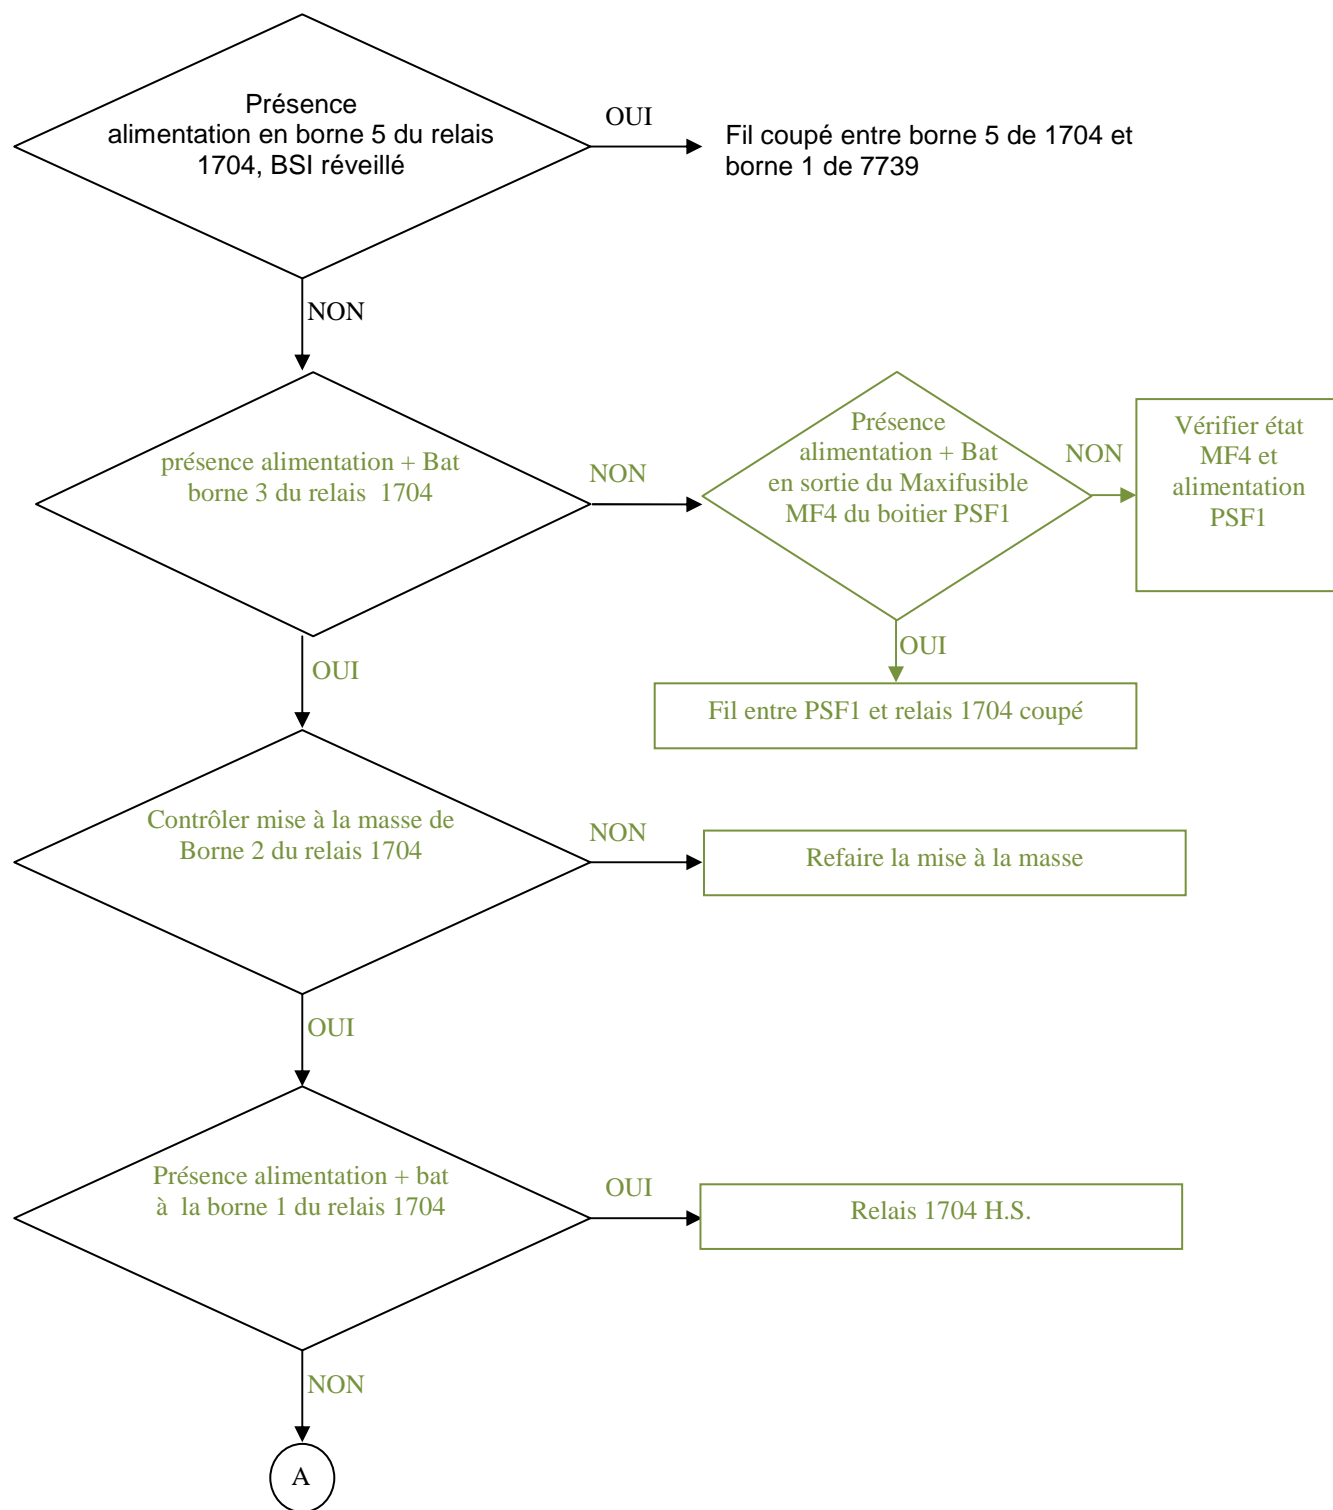 Présence
alimentation en borne 5 du relais
1704, BSI réveillé
OUI
Fil coupé entre borne 5 de 1704 et
borne 1 de 7739
NON
présence alimentation + Bat
borne 3 du relais 1704
NON
Présence
alimentation + Bat
en sortie du Maxifusible
MF4 du boitier PSF1
NON
Vérifier état
MF4 et
alimentation
PSF1
OUI
Fil entre PSF1 et relais 1704 coupé
OUI
Contrôler mise à la masse de
Borne 2 du relais 1704
NON
Refaire la mise à la masse
OUI
Présence alimentation + bat
à la borne 1 du relais 1704
OUI
Relais 1704 H.S.
NON
A